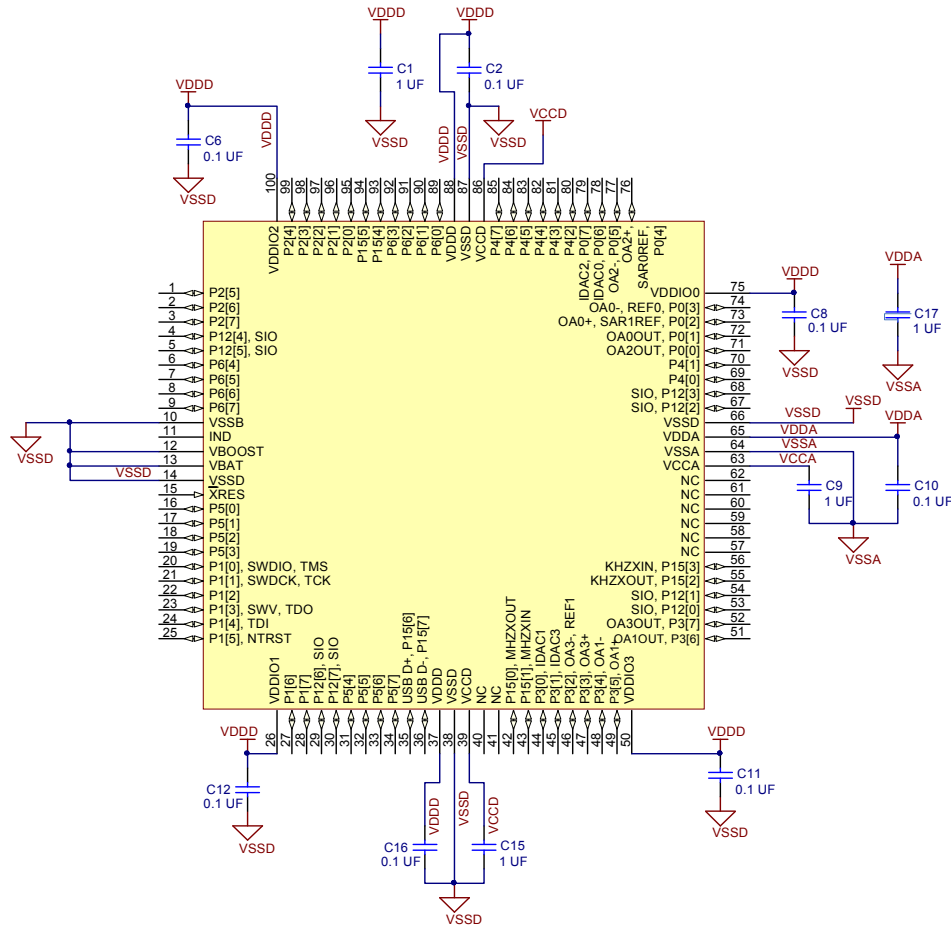 VDDD
C1
1 UF
VSSD
VDDD
C2
0.1 UF
VSSD
VDDD
VSSD
VCCD
VDDD
C6
0.1 UF
VSSD
VDDD
100 VDDIO2
99 P2[4]
98 P2[3]
97 P2[2]
96 P2[1]
95 P2[0]
94 P15[5]
93 P15[4]
92 P6[3]
91 P6[2]
90 P6[1]
89 P6[0]
88 VDDD
87 VSSD
86 VCCD
85 P4[7]
84 P4[6]
83 P4[5]
82 P4[4]
81 P4[3]
80 P4[2]
79 IDAC2, P0[7]
78 IDAC0, P0[6]
77 OA2-, P0[5]
76 OA2+,
SAR0REF,
P0[4]
1 P2[5]
2 P2[6]
3 P2[7]
4 P12[4], SIO
5 P12[5], SIO
6 P6[4]
7 P6[5]
8 P6[6]
9 P6[7]
10 VSSB
11 IND
12 VBOOST
13 VBAT
14 VSSD
15 XRES
16 P5[0]
17 P5[1]
18 P5[2]
19 P5[3]
20 P1[0], SWDIO, TMS
21 P1[1], SWDCK, TCK
22 P1[2]
23 P1[3], SWV, TDO
24 P1[4], TDI
25 P1[5], NTRST
VSSD
VSSD
VDDIO0 75
OA0-, REF0, P0[3] 74
OA0+, SAR1REF, P0[2] 73
OA0OUT, P0[1] 72
OA2OUT, P0[0] 71
P4[1] 70
P4[0] 69
SIO, P12[3] 68
SIO, P12[2] 67
VSSD 66
VDDA 65
VSSA 64
VCCA 63
NC 62
NC 61
NC 60
NC 59
NC 58
NC 57
KHZXIN, P15[3] 56
KHZXOUT, P15[2] 55
SIO, P12[1] 54
SIO, P12[0] 53
OA3OUT, P3[7] 52
OA1OUT, P3[6] 51
VDDD
C8
0.1 UF
VSSD
VDDA
C17
1 UF
VSSA
VSSD
VSSD
VDDA
VDDA
VSSA
VCCA
C9
1 UF
C10
0.1 UF
VSSA
26 VDDIO1
27 P1[6]
28 P1[7]
29 P12[6], SIO
30 P12[7], SIO
31 P5[4]
32 P5[5]
33 P5[6]
34 P5[7]
35 USB D+, P15[6]
36 USB D-, P15[7]
37 VDDD
38 VSSD
39 VCCD
40 NC
41 NC
42 P15[0], MHZXOUT
43 P15[1], MHZXIN
44 P3[0], IDAC1
45 P3[1], IDAC3
46 P3[2], OA3-, REF1
47 P3[3], OA3+
48 P3[4], OA1-
49 P3[5], OA1+
50 VDDIO3
VDDD
C12
0.1 UF
VSSD
VDDD
VSSD
VCCD
C16
0.1 UF
C15
1 UF
VSSD
VDDD
C11
0.1 UF
VSSD